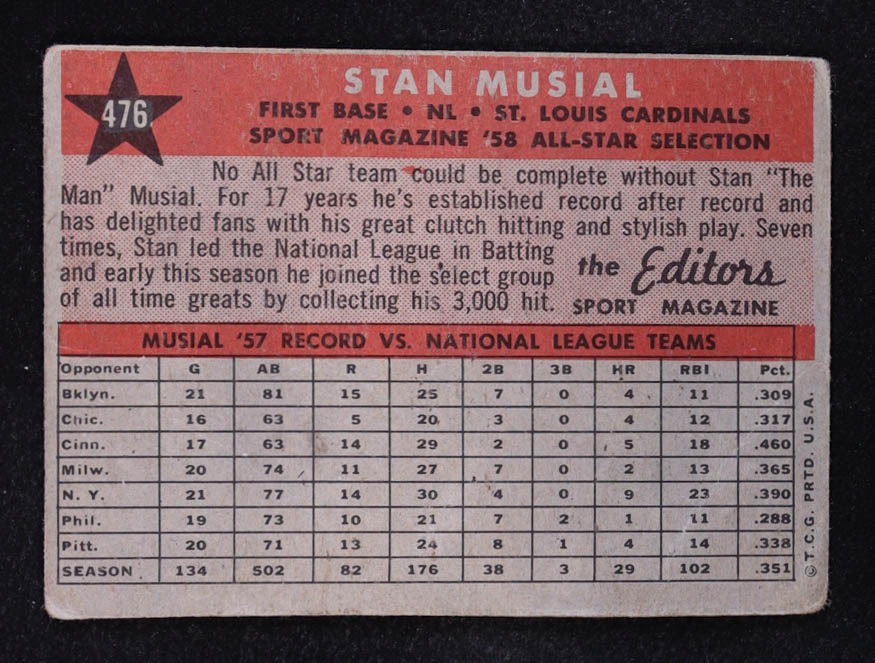 476
STAN MUSIAL
FIRST BASE • NL • ST. LOUIS CARDINALS
SPORT MAGAZINE '58 ALL-STAR SELECTION
No All Star team could be complete without Stan "The
Man" Musial. For 17 years he's established record after record and
has delighted fans with his great clutch hitting and stylish play. Seven
times, Stan led the National League in Batting
and early this season he joined the select group
of all time greats by collecting his 3,000 hit.
the Editors
SPORT MAGAZINE
MUSIAL '57 RECORD VS. NATIONAL LEAGUE TEAMS
Opponent G AB R H 2B 3B HR RBI Pct.
Bklyn. 21 81 15 25 7 0 4 11 .309
Chic. 16 63 5 20 3 0 4 12 .317
Cinn. 17 63 14 29 2 0 5 18 .460
Milw. 20 74 11 27 7 0 2 13 .365
N. Y. 21 77 14 30 4 0 9 23 .390
Phil. 19 73 10 21 7 2 1 11 .288
Pitt. 20 71 13 24 8 1 4 14 .338
SEASON 134 502 82 176 38 3 29 102 .351
© T.C.G. PRTD. U.S.A.